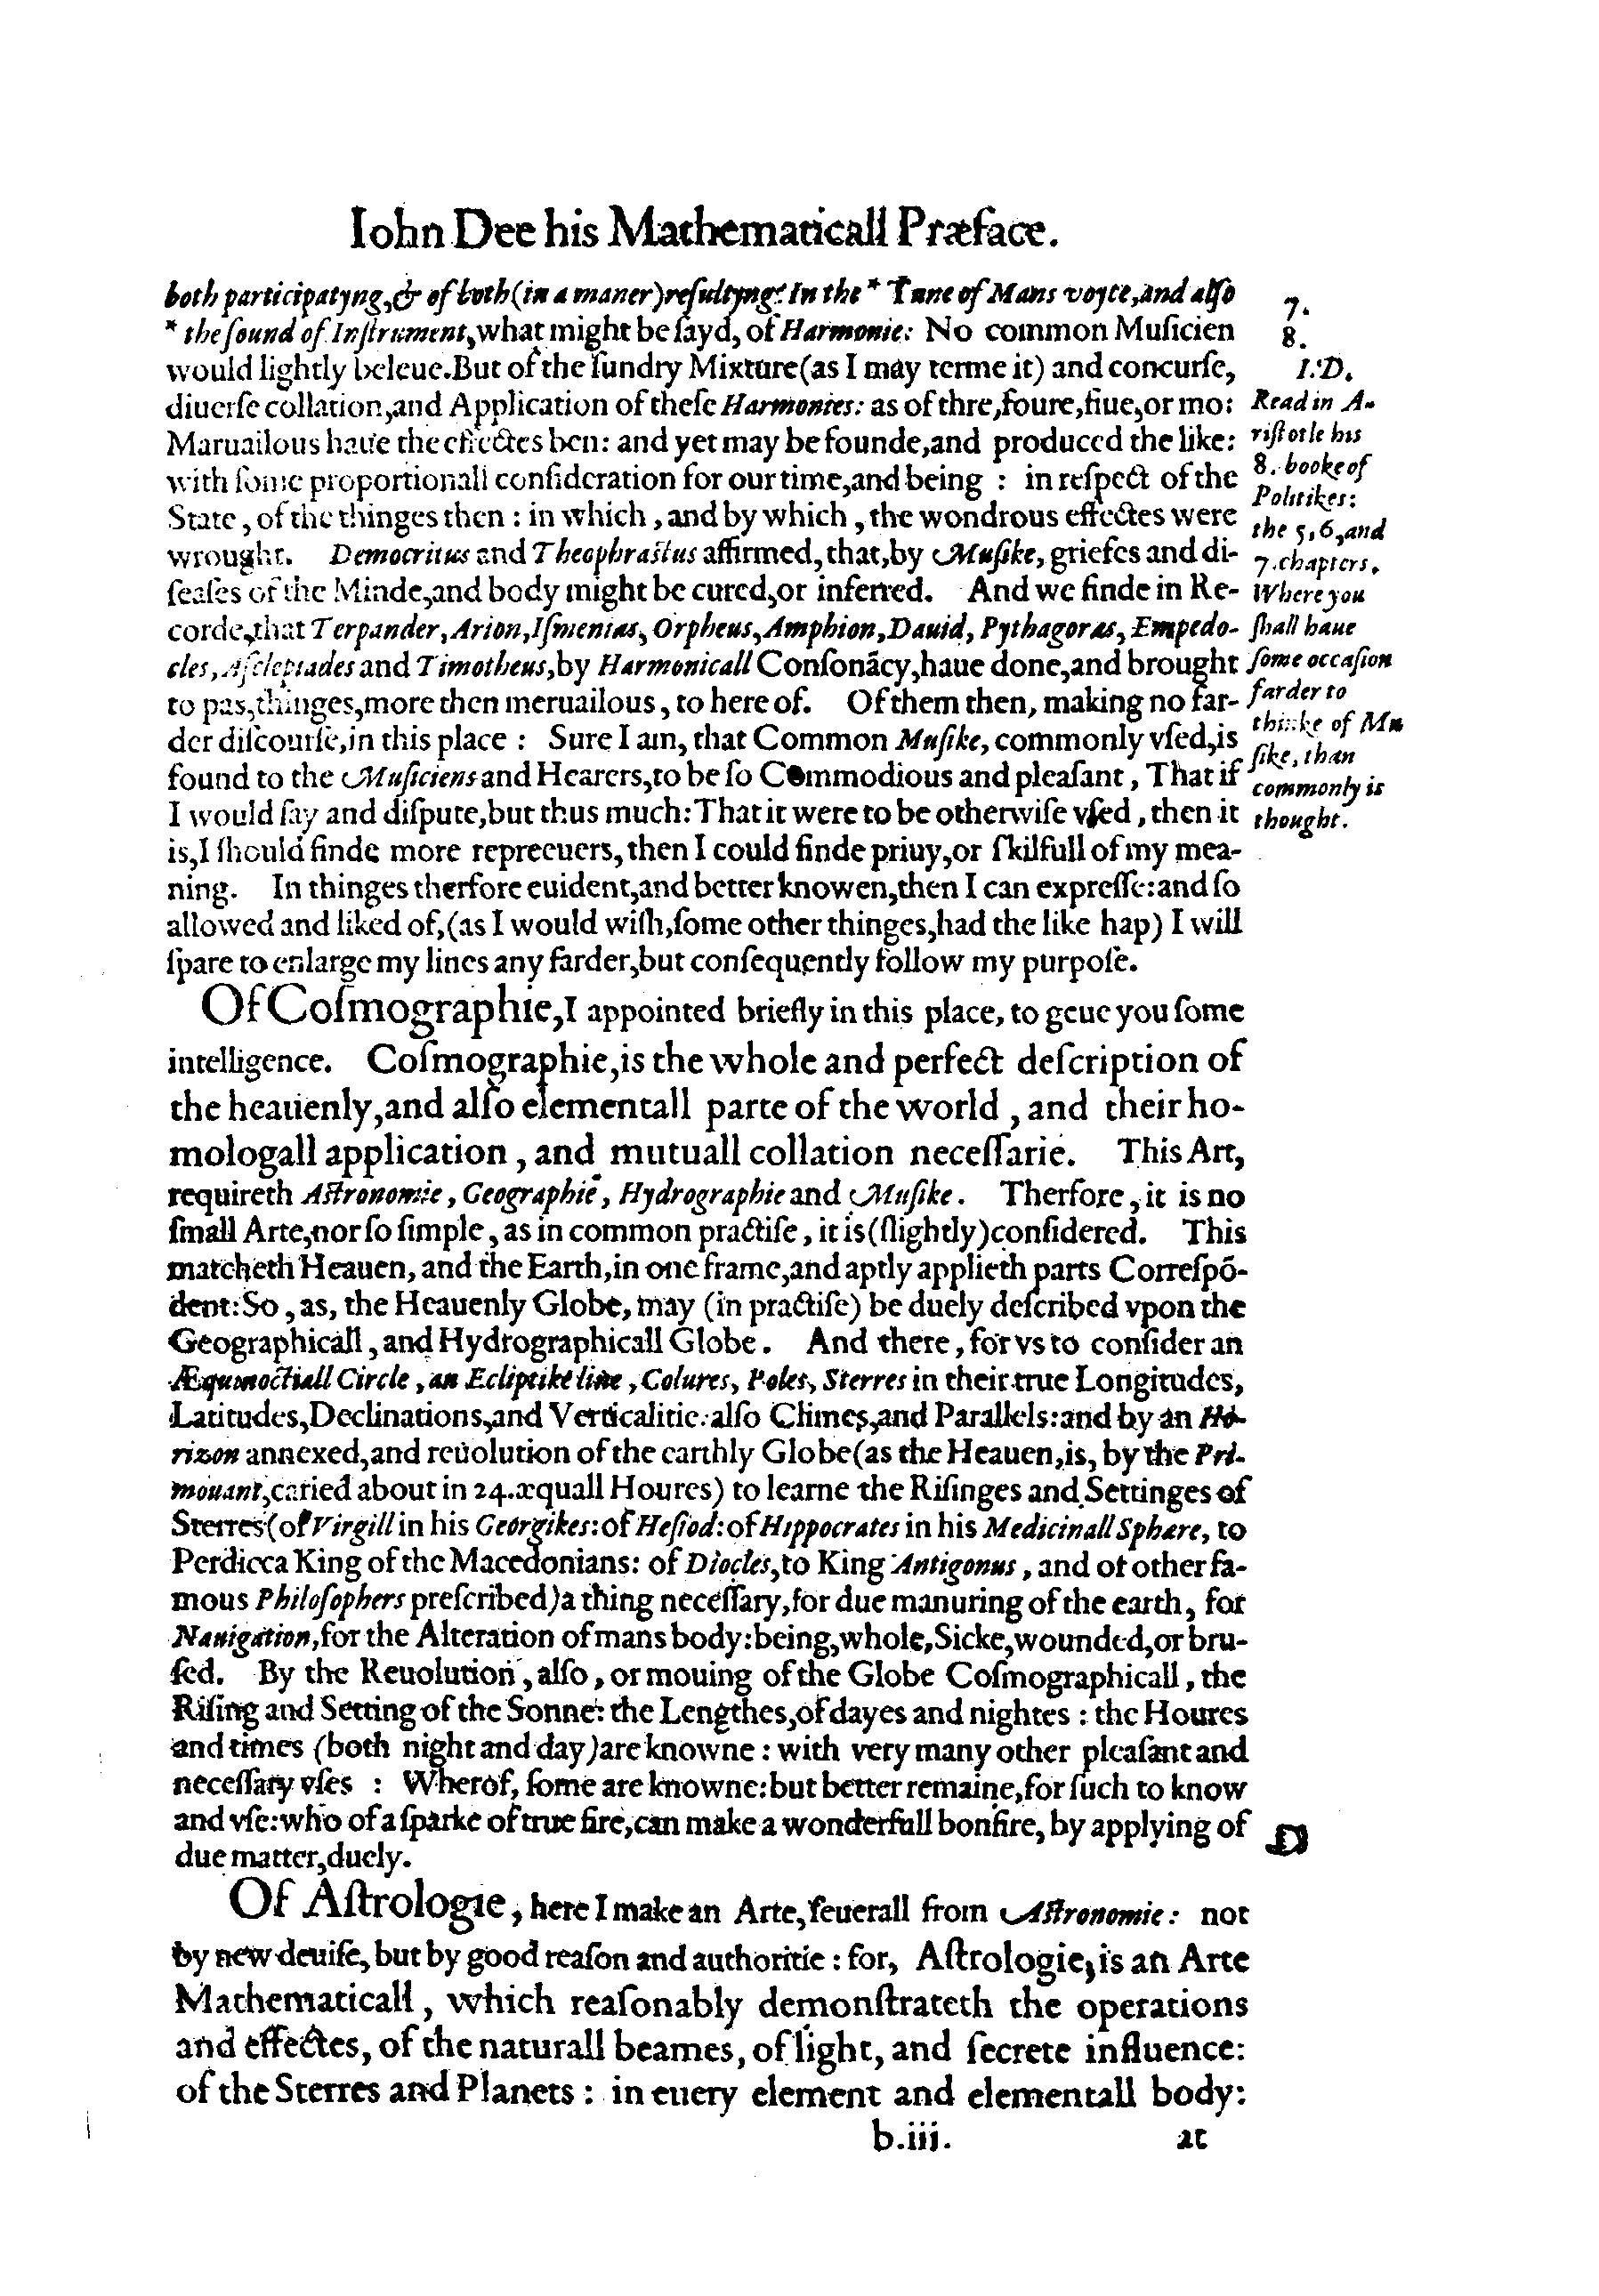 Iohn Dee his Mathematicall Præface.
both participatyng,& of both(in a maner)reſultyng: In the * Tune of Mans voyce,and alſo
* the ſound of Inſtrument,what might be ſayd, of Harmonie: No common Muſicien
would lightly beleue.But of the ſundry Mixture(as I may terme it) and concurſe,
diuerſe collation,and Application of theſe Harmonies: as of thre,foure,fiue,or mo:
Maruailous haue the effectes ben: and yet may be founde,and produced the like:
with ſome proportionall conſideration for our time,and being : in reſpect of the
State , of the thinges then : in which , and by which , the wondrous effectes were
wrought. Democritus and Theophraſtus affirmed, that,by Muſike, griefes and di-
ſeaſes of the Minde,and body might be cured,or inferred. And we finde in Re-
corde,that Terpander, Arion,Iſmenias, Orpheus,Amphion,Dauid, Pythagoras, Empedo-
cles, Aſclepiades and Timotheus,by Harmonicall Conſonãcy,haue done,and brought
to pas,thinges,more then meruailous , to here of. Of them then, making no far-
der diſcourſe,in this place : Sure I am, that Common Muſike, commonly vſed,is
found to the Muſiciens and Hearers,to be ſo Commodious and pleaſant , That if
I would ſay and diſpute,but thus much: That it were to be otherwiſe vſed , then it
is,I ſhould finde more repreeuers, then I could finde priuy,or ſkilfull of my mea-
ning. In thinges therfore euident,and better knowen,then I can expreſſe:and ſo
allowed and liked of,(as I would wiſh,ſome other thinges,had the like hap) I will
ſpare to enlarge my lines any farder,but conſequently follow my purpoſe.
7.
8.
I.D.
Read in A-
riſtotle his
8. booke of
Politikes:
the 5,6,and
7.chapters.
Where you
ſhall haue
ſome occaſion
farder to
thinke of Mu
ſike, than
commonly is
thought.
Of Coſmographie,I appointed briefly in this place, to geue you ſome
intelligence. Coſmographie,is the whole and perfect deſcription of
the heauenly,and alſo elementall parte of the world , and their ho-
mologall application , and mutuall collation neceſſarie. This Art,
requireth Aſtronomie , Geographie , Hydrographie and Muſike . Therfore , it is no
ſmall Arte,nor ſo ſimple , as in common practiſe , it is (ſlightly)conſidered. This
matcheth Heauen, and the Earth,in one frame,and aptly applieth parts Correſpõ-
dent:So , as, the Heauenly Globe, may (in practiſe) be duely deſcribed vpon the
Geographicall , and Hydrographicall Globe. And there , for vs to conſider an
Æquinoctiall Circle , an Ecliptike line , Colures, Poles, Sterres in their true Longitudes,
Latitudes,Declinations,and Verticalitie: alſo Climes,and Parallels:and by an Ho-
rizon annexed,and reuolution of the earthly Globe(as the Heauen,is, by the Pri-
mouant,caried about in 24.æquall Houres) to learne the Riſinges and Settinges of
Sterres (of Virgill in his Georgikes: of Heſiod: of Hippocrates in his Medicinall Sphære, to
Perdicca King of the Macedonians: of Diocles,to King Antigonus , and of other fa-
mous Philoſophers preſcribed)a thing neceſſary,for due manuring of the earth, for
Nauigation,for the Alteration of mans body:being,whole,Sicke,wounded,or bru-
ſed. By the Reuolution , alſo , or mouing of the Globe Coſmographicall , the
Riſing and Setting of the Sonne: the Lengthes,of dayes and nightes : the Houres
and times (both night and day)are knowne : with very many other pleaſant and
neceſſary vſes : Wherof, ſome are knowne:but better remaine,for ſuch to know
and vſe:who of a ſparke of true fire,can make a wonderfull bonfire, by applying of
due matter,duely.
D
Of Aſtrologie, here I make an Arte, ſeuerall from Aſtronomie: not
by new deuiſe, but by good reaſon and authoritie : for, Aſtrologie, is an Arte
Mathematicall , which reaſonably demonſtrateth the operations
and effectes, of the naturall beames, of light, and ſecrete influence:
of the Sterres and Planets : in euery element and elementall body:
b.iij.
at